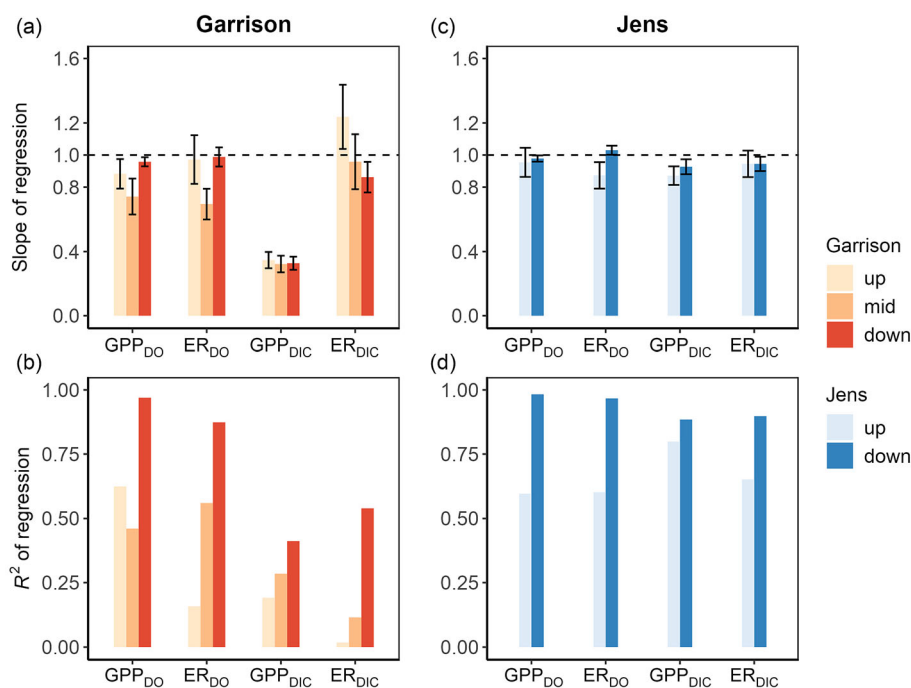 (a) Garrison
Slope of regression
1.6
1.2
1.0
0.8
0.4
0.0
GPP_DO ER_DO GPP_DIC ER_DIC
(c) Jens
1.6
1.2
1.0
0.8
0.4
0.0
GPP_DO ER_DO GPP_DIC ER_DIC
(b)
R² of regression
1.00
0.75
0.50
0.25
0.00
GPP_DO ER_DO GPP_DIC ER_DIC
(d)
1.00
0.75
0.50
0.25
0.00
GPP_DO ER_DO GPP_DIC ER_DIC
Garrison
up
mid
down
Jens
up
down